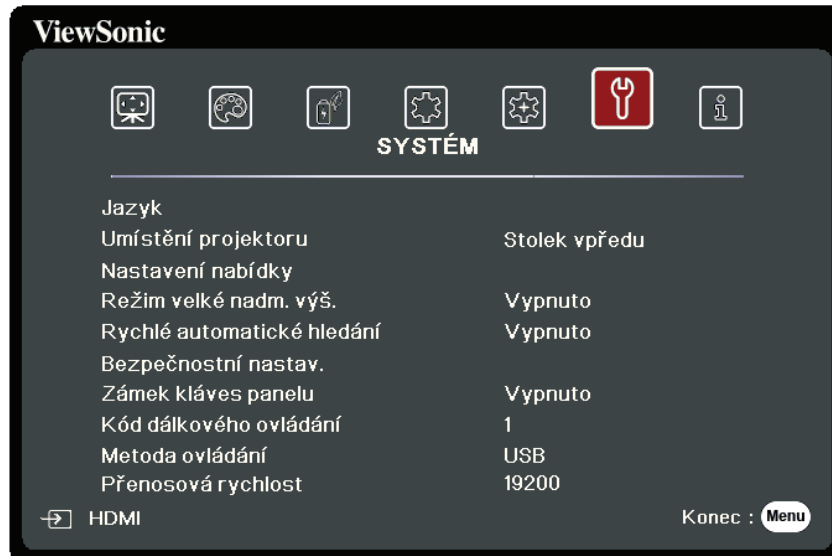 ViewSonic
SYSTÉM
Jazyk
Umístění projektoru Stolek vpředu
Nastavení nabídky
Režim velké nadm. výš. Vypnuto
Rychlé automatické hledání Vypnuto
Bezpečnostní nastav.
Zámek kláves panelu Vypnuto
Kód dálkového ovládání 1
Metoda ovládání USB
Přenosová rychlost 19200
HDMI Konec : Menu